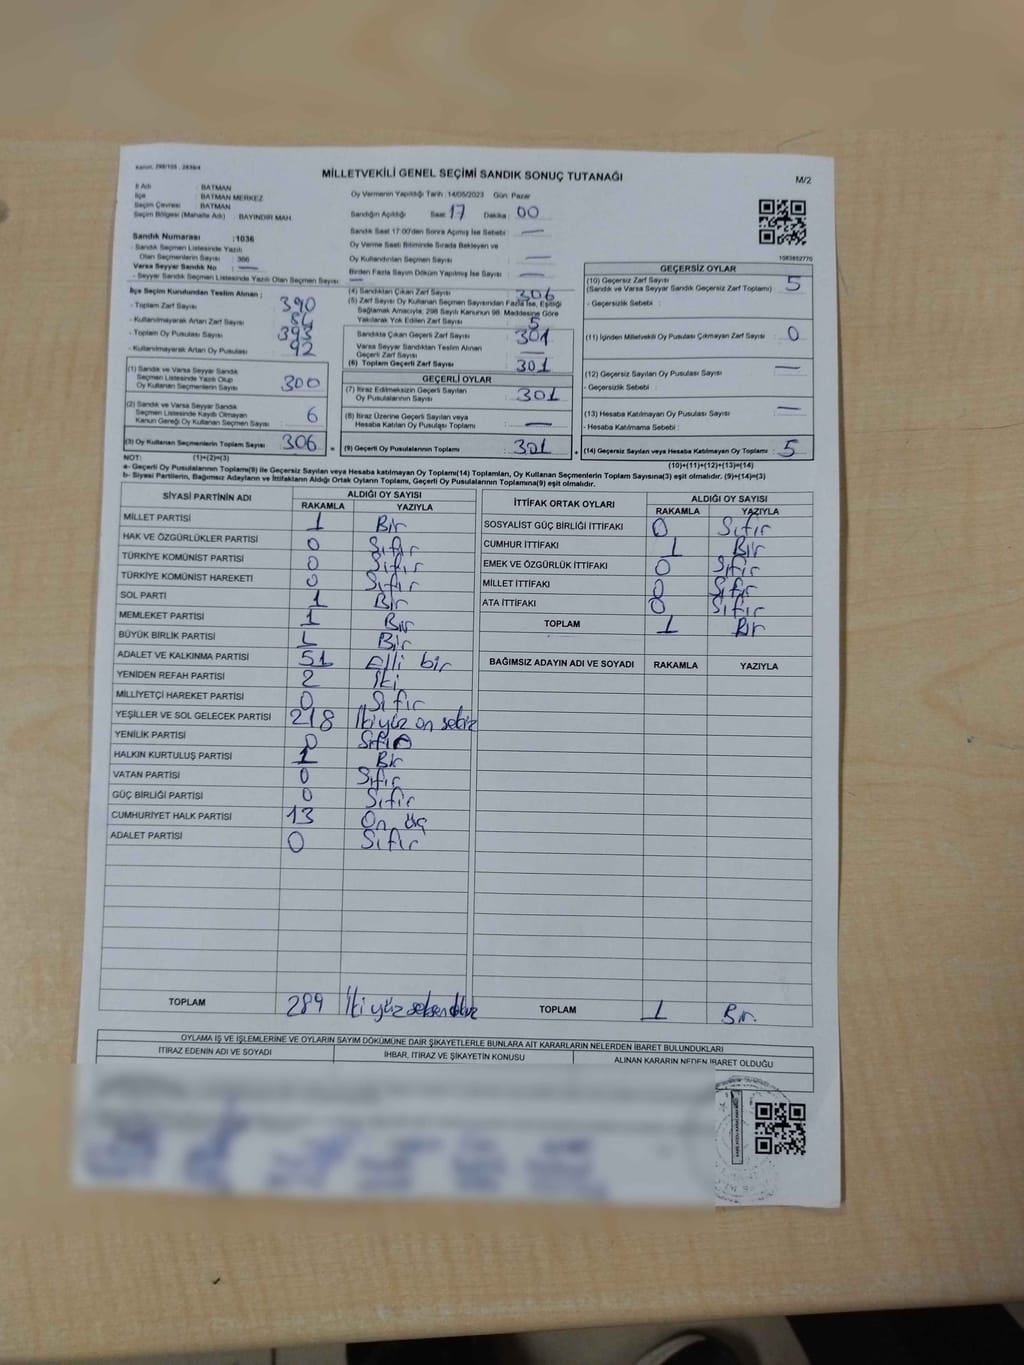 Kanun, 298/105 , 2839/4
MİLLETVEKİLİ GENEL SEÇİMİ SANDIK SONUÇ TUTANAĞI
M/2
İl Adı : BATMAN
İlçe : BATMAN MERKEZ
Seçim Çevresi : BATMAN
Seçim Bölgesi (Mahalle Adı) BAYINDIR MAH.
Oy Vermenin Yapıldığı Tarih :14/05/2023 Gün: Pazar
Sandığın Açıldığı Saat 17 Dakika 00
Sandık Saat 17:00'den Sonra Açılmış İse Sebebi : —
Oy Verme Saati Bitiminde Sırada Bekleyen ve
Oy Kullandırılan Seçmen Sayısı : —
Birden Fazla Sayım Döküm Yapılmış İse Sayısı : —
Sandık Numarası :1036
- Sandık Seçmen Listesinde Yazılı
Olan Seçmenlerin Sayısı : 366
Varsa Seyyar Sandık No : —
- Seyyar Sandık Seçmen Listesinde Yazılı Olan Seçmen Sayısı: —
1083852770
İlçe Seçim Kurulundan Teslim Alınan ;
- Toplam Zarf Sayısı : 390
- Kullanılmayarak Artan Zarf Sayısı : 84
- Toplam Oy Pusulası Sayısı : 393
- Kullanılmayarak Artan Oy Pusulası : 92
(1) Sandık ve Varsa Seyyar Sandık
Seçmen Listesinde Yazılı Olup
Oy Kullanan Seçmenlerin Sayısı : 300
(2) Sandık ve Varsa Seyyar Sandık
Seçmen Listesinde Kayıtlı Olmayan
Kanun Gereği Oy Kullanan Seçmen Sayısı : 6
(3) Oy Kullanan Seçmenlerin Toplam Sayısı : 306
(4) Sandıktan Çıkan Zarf Sayısı : 306
(5) Zarf Sayısı Oy Kullanan Seçmen Sayısından Fazla İse, Eşitliği
Sağlamak Amacıyla; 298 Sayılı Kanunun 98. Maddesine Göre
Yakılarak Yok Edilen Zarf Sayısı : 5
Sandıkta Çıkan Geçerli Zarf Sayısı : 301
Varsa Seyyar Sandıktan Teslim Alınan
Geçerli Zarf Sayısı : —
(6) Toplam Geçerli Zarf Sayısı : 301
GEÇERLİ OYLAR
(7) İtiraz Edilmeksizin Geçerli Sayılan
Oy Pusulalarının Sayısı : 301
(8) İtiraz Üzerine Geçerli Sayılan veya
Hesaba Katılan Oy Pusulası Toplamı : —
= (9) Geçerli Oy Pusulalarının Toplamı : 301
GEÇERSİZ OYLAR
(10) Geçersiz Zarf Sayısı : 5
(Sandık ve Varsa Seyyar Sandık Geçersiz Zarf Toplamı)
- Geçersizlik Sebebi :
(11) İçinden Milletvekili Oy Pusulası Çıkmayan Zarf Sayısı : 0
(12) Geçersiz Sayılan Oy Pusulası Sayısı : —
- Geçersizlik Sebebi :
(13) Hesaba Katılmayan Oy Pusulası Sayısı : —
- Hesaba Katılmama Sebebi :
+ (14) Geçersiz Sayılan veya Hesaba Katılmayan Oy Toplamı : 5
NOT: (1)+(2)=(3)
(10)+(11)+(12)+(13)=(14)
a- Geçerli Oy Pusulalarının Toplamı(9) ile Geçersiz Sayılan veya Hesaba katılmayan Oy Toplam(14) Toplamları, Oy Kullanan Seçmenlerin Toplam Sayısına(3) eşit olmalıdır. (9)+(14)=(3)
b- Siyasi Partilerin, Bağımsız Adayların ve İttifakların Aldığı Ortak Oyların Toplamı, Geçerli Oy Pusulalarının Toplamına(9) eşit olmalıdır.
SİYASİ PARTİNİN ADI ALDIĞI OY SAYISI
RAKAMLA YAZIYLA
MİLLET PARTİSİ 1 Bir
HAK VE ÖZGÜRLÜKLER PARTİSİ 0 Sıfır
TÜRKİYE KOMÜNİST PARTİSİ 0 Sıfır
TÜRKİYE KOMÜNİST HAREKETİ 0 Sıfır
SOL PARTİ 1 Bir
MEMLEKET PARTİSİ 1 Bir
BÜYÜK BİRLİK PARTİSİ 1 Bir
ADALET VE KALKINMA PARTİSİ 51 Elli bir
YENİDEN REFAH PARTİSİ 2 İki
MİLLİYETÇİ HAREKET PARTİSİ 0 Sıfır
YEŞİLLER VE SOL GELECEK PARTİSİ 218 İkiyüz on sekiz
YENİLİK PARTİSİ 0 Sıfır
HALKIN KURTULUŞ PARTİSİ 1 Bir
VATAN PARTİSİ 0 Sıfır
GÜÇ BİRLİĞİ PARTİSİ 0 Sıfır
CUMHURİYET HALK PARTİSİ 13 On üç
ADALET PARTİSİ 0 Sıfır
TOPLAM 289 İki yüz seksen dokuz
İTTİFAK ORTAK OYLARI ALDIĞI OY SAYISI
RAKAMLA YAZIYLA
SOSYALİST GÜÇ BİRLİĞİ İTTİFAKI 0 Sıfır
CUMHUR İTTİFAKI 1 Bir
EMEK VE ÖZGÜRLÜK İTTİFAKI 0 Sıfır
MİLLET İTTİFAKI 0 Sıfır
ATA İTTİFAKI 0 Sıfır
TOPLAM 1 Bir
BAĞIMSIZ ADAYIN ADI VE SOYADI RAKAMLA YAZIYLA
TOPLAM 1 Bir
OYLAMA İŞ VE İŞLEMLERİNE VE OYLARIN SAYIM DÖKÜMÜNE DAİR ŞİKAYETLERLE BUNLARA AİT KARARLARIN NELERDEN İBARET BULUNDUKLARI
İTİRAZ EDENİN ADI VE SOYADI İHBAR, İTİRAZ VE ŞİKAYETİN KONUSU ALINAN KARARIN NEDEN İBARET OLDUĞU